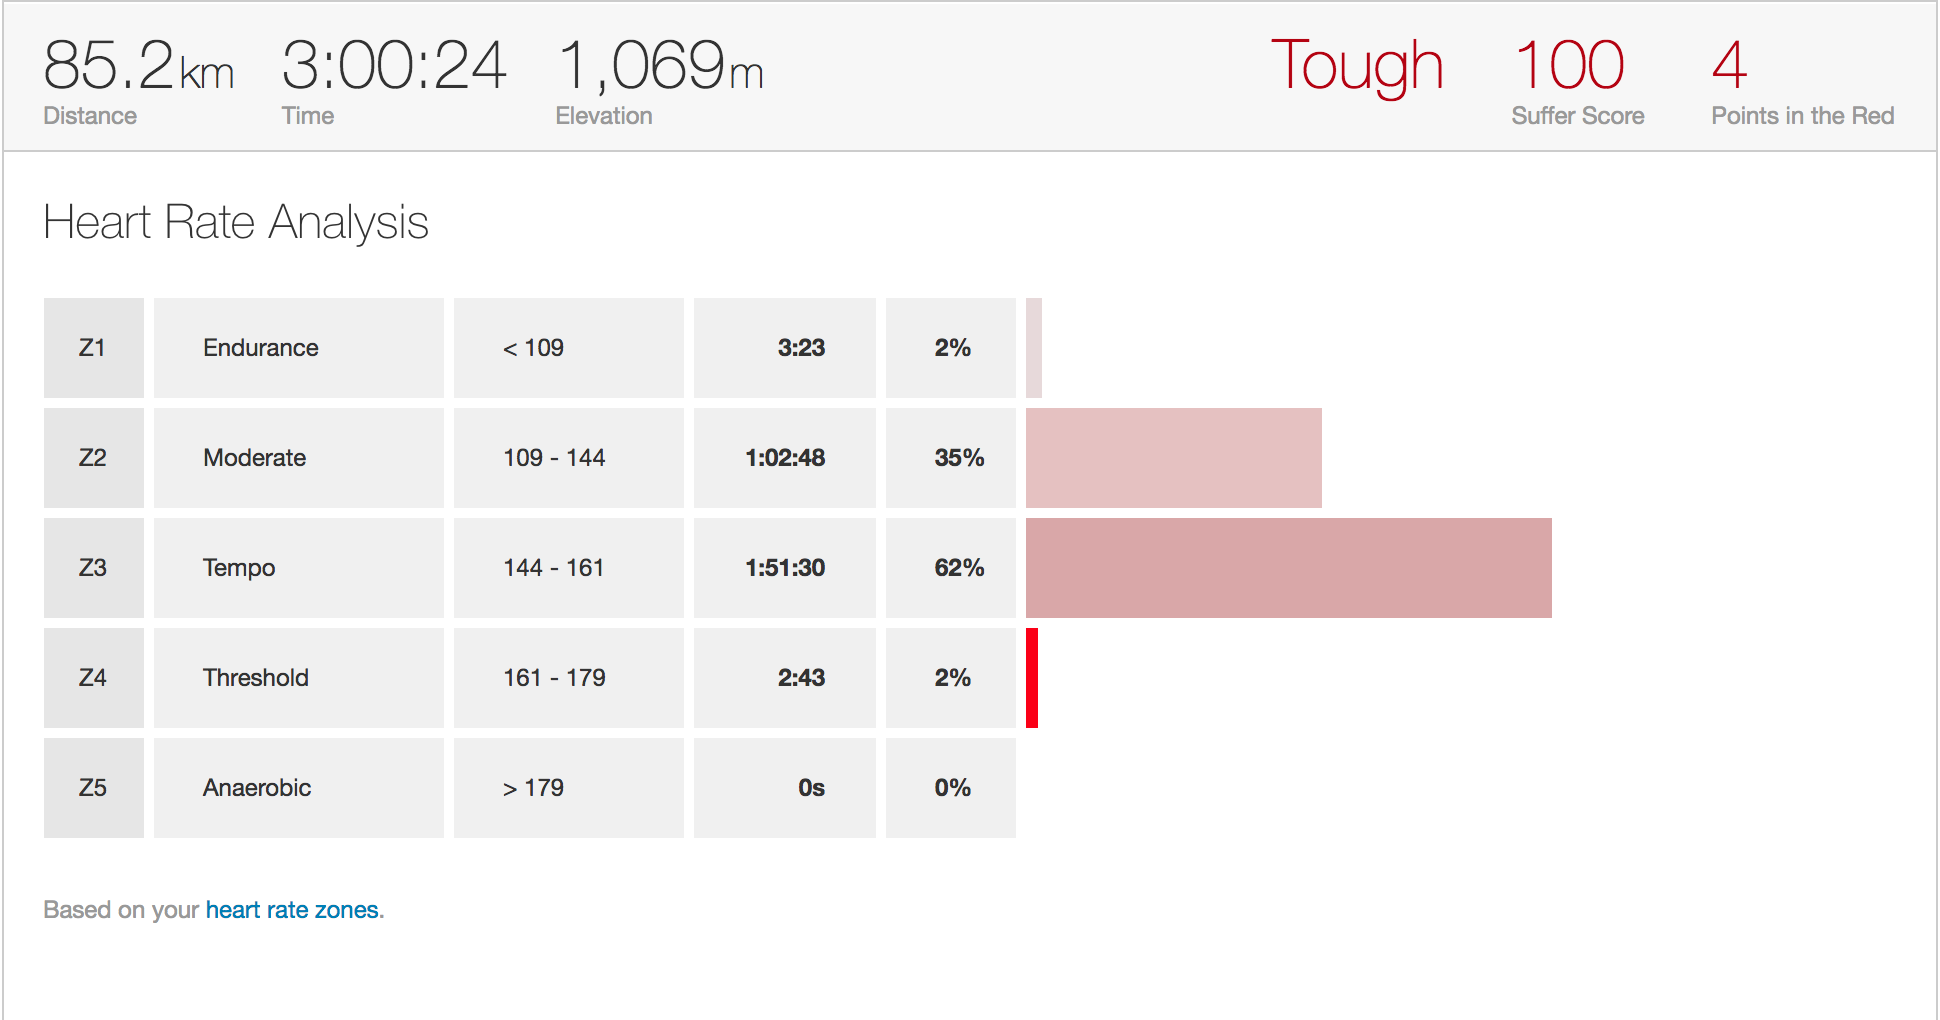 85.2km 3:00:24 1,069m Tough 100 4
Distance Time Elevation Suffer Score Points in the Red
Heart Rate Analysis
Z1 Endurance < 109 3:23 2%
Z2 Moderate 109 - 144 1:02:48 35%
Z3 Tempo 144 - 161 1:51:30 62%
Z4 Threshold 161 - 179 2:43 2%
Z5 Anaerobic > 179 0s 0%
Based on your heart rate zones.